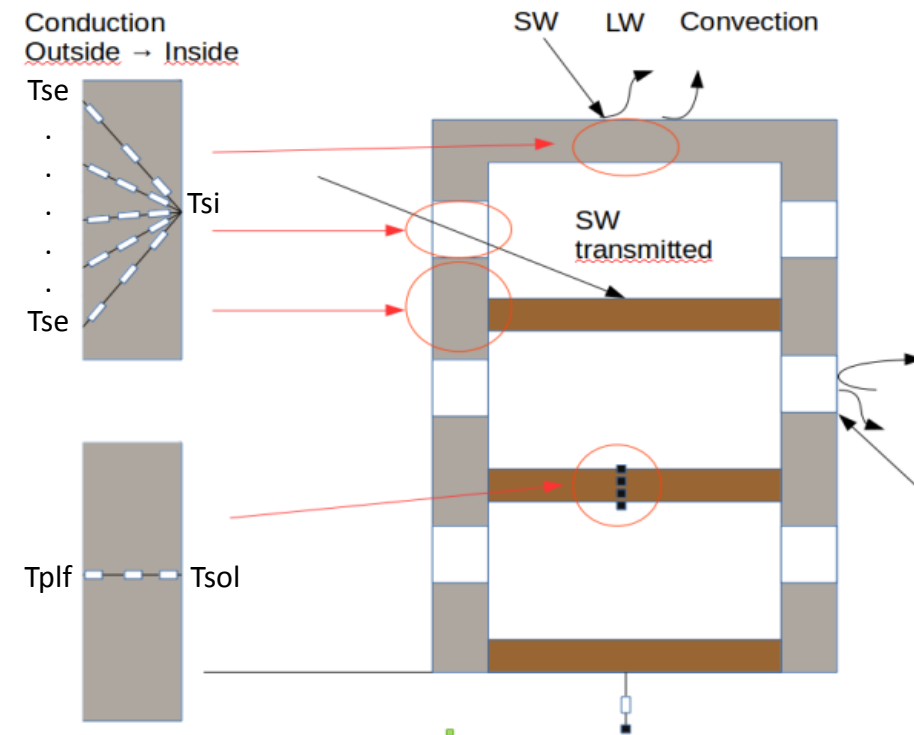 Conduction
Outside → Inside
SW
LW
Convection
Tse
.
.
.
.
.
Tse
Tsi
SW
transmitted
Tplf
Tsol